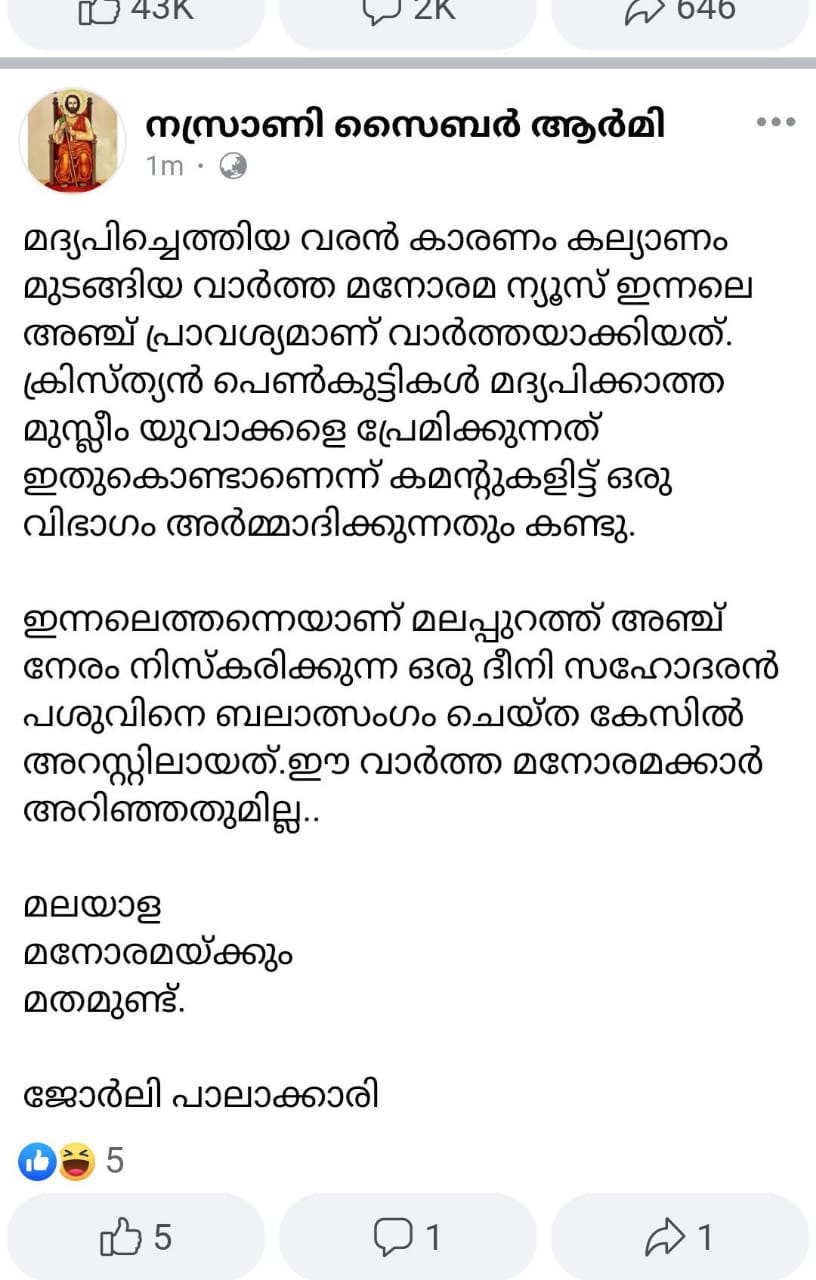 43K 2K 646
നസ്രാണി സൈബർ ആർമി
1m ·
മദ്യപിച്ചെത്തിയ വരൻ കാരണം കല്യാണം
മുടങ്ങിയ വാർത്ത മനോരമ ന്യൂസ് ഇന്നലെ
അഞ്ച് പ്രാവശ്യമാണ് വാർത്തയാക്കിയത്.
ക്രിസ്ത്യൻ പെൺകുട്ടികൾ മദ്യപിക്കാത്ത
മുസ്ലീം യുവാക്കളെ പ്രേമിക്കുന്നത്
ഇതുകൊണ്ടാണെന്ന് കമന്റുകളിട്ട് ഒരു
വിഭാഗം അർമ്മാദിക്കുന്നതും കണ്ടു.
ഇന്നലെത്തന്നെയാണ് മലപ്പുറത്ത് അഞ്ച്
നേരം നിസ്കരിക്കുന്ന ഒരു ദീനി സഹോദരൻ
പശുവിനെ ബലാത്സംഗം ചെയ്ത കേസിൽ
അറസ്റ്റിലായത്.ഈ വാർത്ത മനോരമക്കാർ
അറിഞ്ഞതുമില്ല..
മലയാള
മനോരമയ്ക്കും
മതമുണ്ട്.
ജോർലി പാലാക്കാരി
5
5 1 1